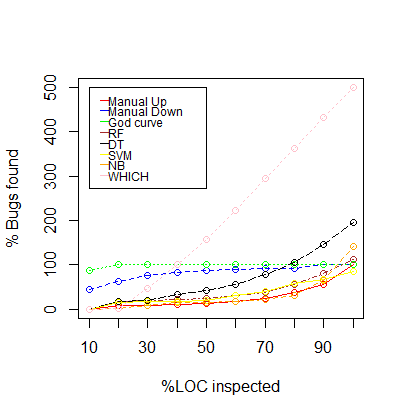 500
400
300
200
100
0
% Bugs found
Manual Up
Manual Down
God curve
RF
DT
SVM
NB
WHICH
10 30 50 70 90
%LOC inspected